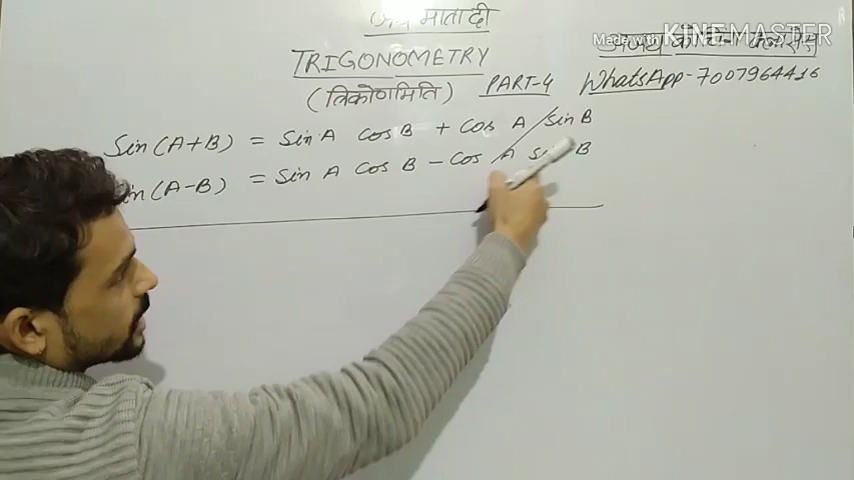 जय माता दी
Made with KINEMASTER
TRIGONOMETRY
(त्रिकोणमिति)
PART-4
WhatsApp-7007964416
Sin(A+B) = Sin A Cos B + Cos A Sin B
Sin(A-B) = Sin A Cos B - Cos A Sin B